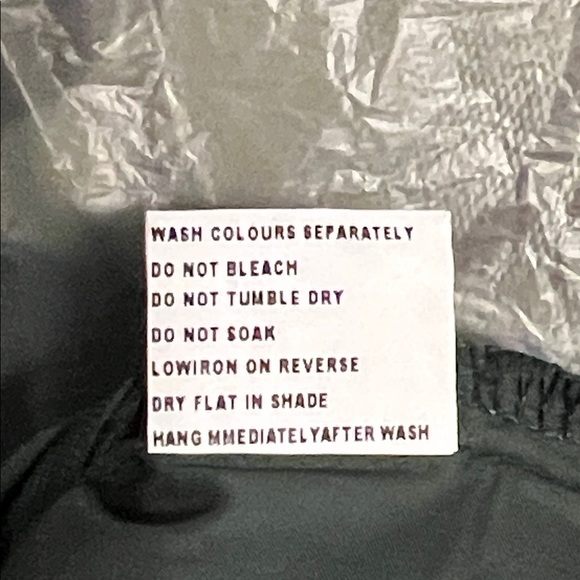 WASH COLOURS SEPARATELY
DO NOT BLEACH
DO NOT TUMBLE DRY
DO NOT SOAK
LOWIRON ON REVERSE
DRY FLAT IN SHADE
HANG MMEDIATELYAFTER WASH